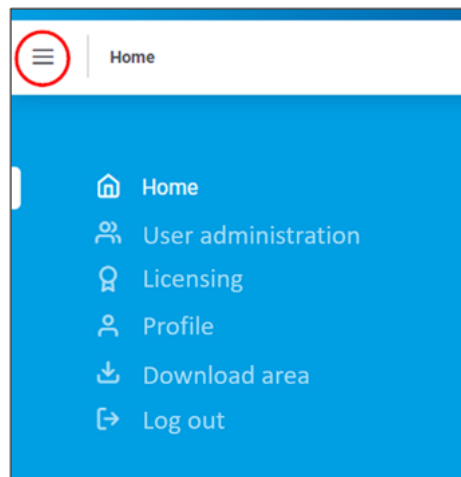 Home
Home
User administration
Licensing
Profile
Download area
Log out